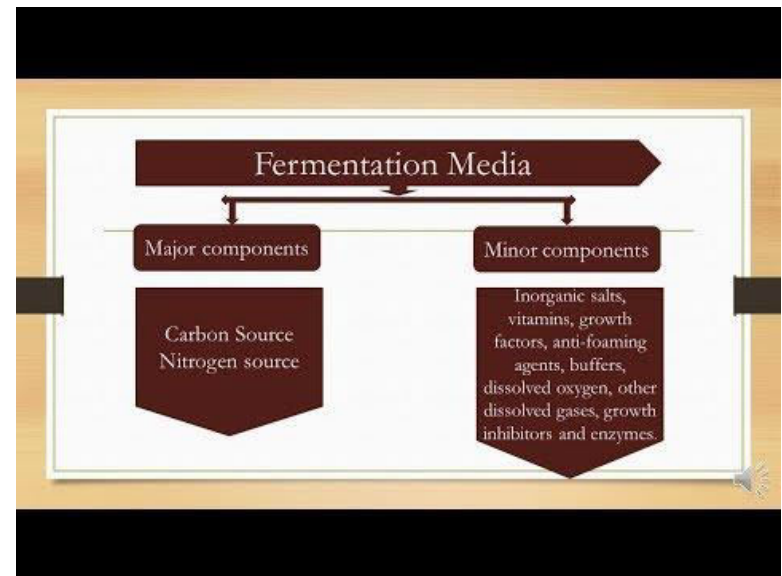 Fermentation Media
Major components
Minor components
Carbon Source
Nitrogen source
Inorganic salts,
vitamins, growth
factors, anti-foaming
agents, buffers,
dissolved oxygen, other
dissolved gases, growth
inhibitors and enzymes.